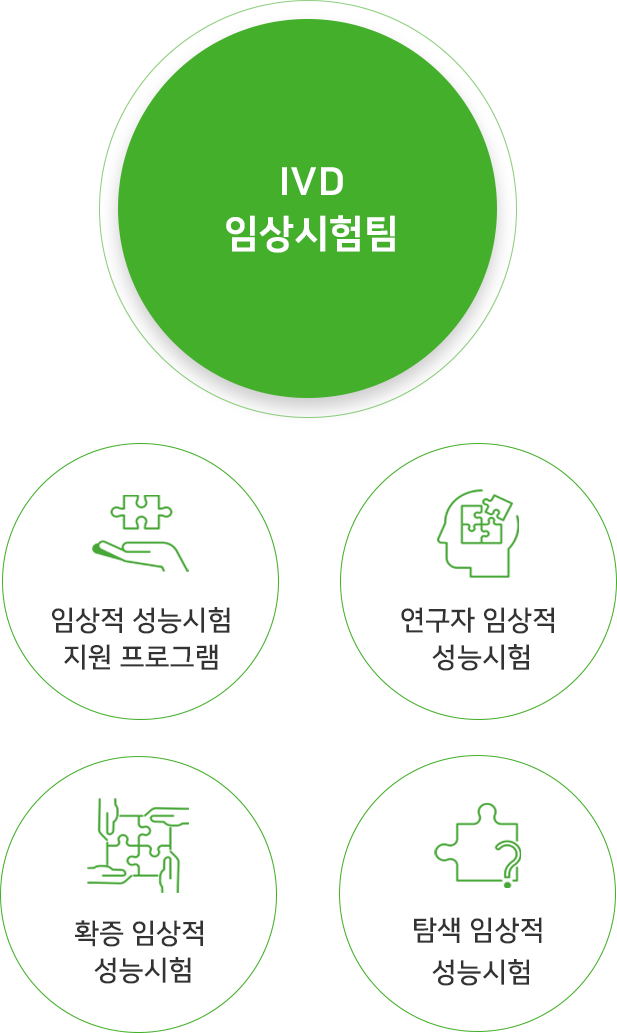 IVD
임상시험팀
임상적 성능시험
지원 프로그램
연구자 임상적
성능시험
확증 임상적
성능시험
탐색 임상적
성능시험